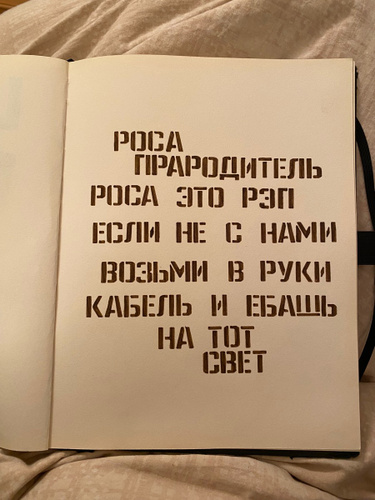 РОСА
ПРАРОДИТЕЛЬ
РОСА ЭТО РЭП
ЕСЛИ НЕ С НАМИ
ВОЗЬМИ В РУКИ
КАБЕЛЬ И ЕБАШЬ
НА ТОТ
СВЕТ